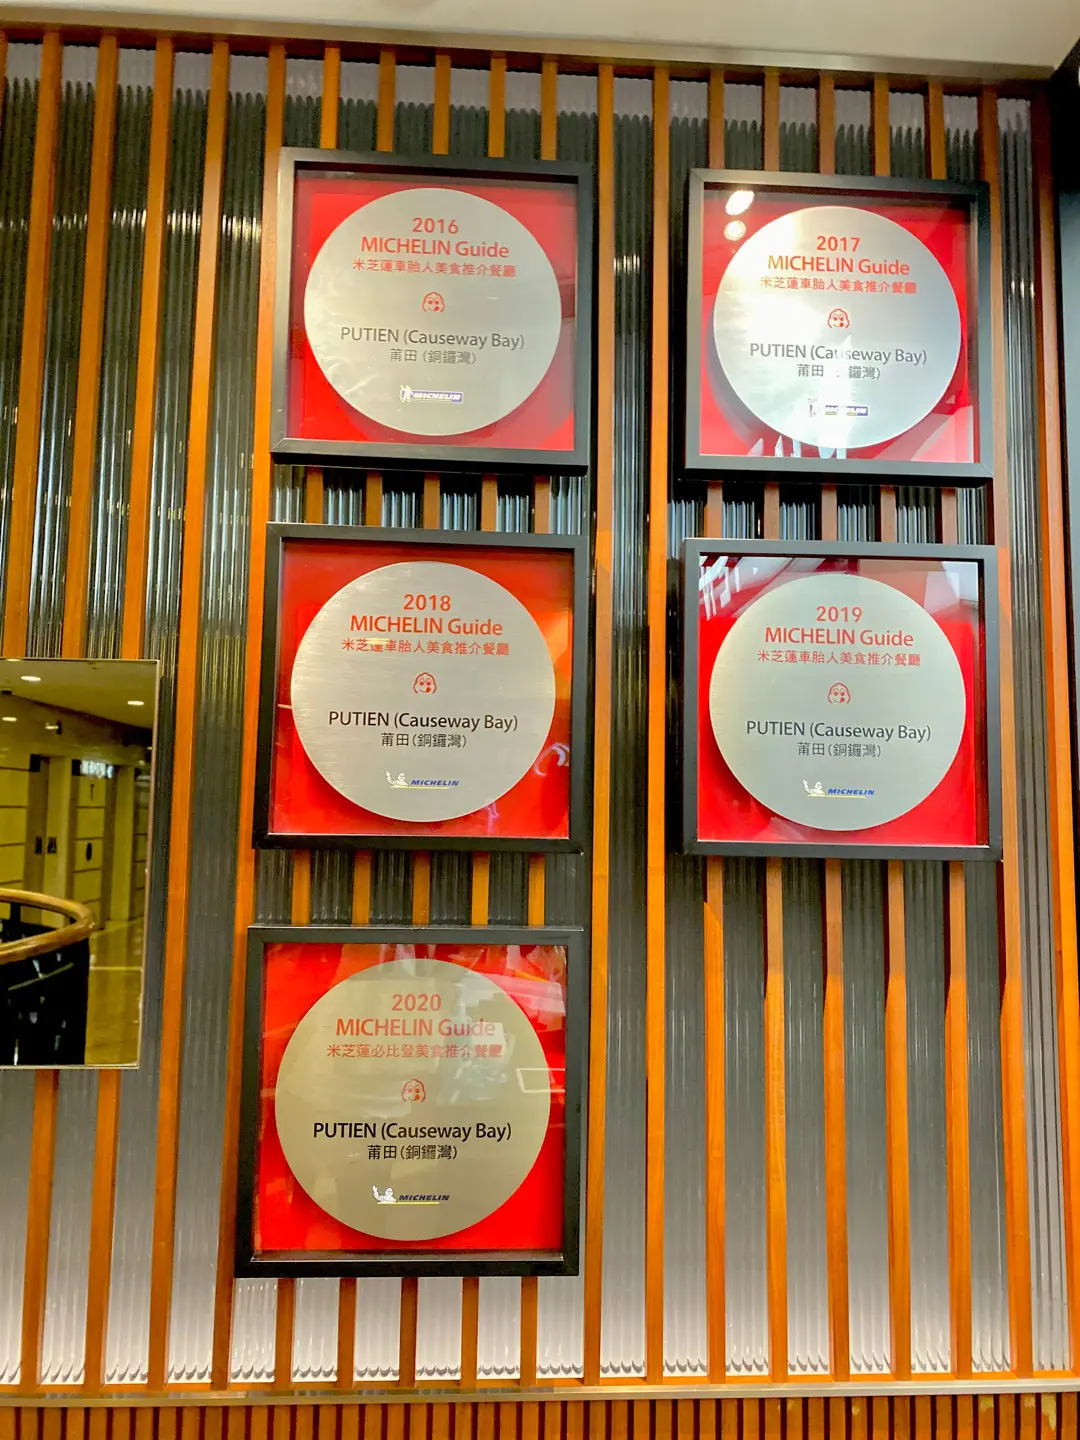 2016
MICHELIN Guide
米芝蓮車胎人美食推介餐廳
PUTIEN (Causeway Bay)
莆田（銅鑼灣）
MICHELIN
2017
MICHELIN Guide
米芝蓮車胎人美食推介餐廳
PUTIEN (Causeway Bay)
莆田 鑼灣）
MICHELIN
2018
MICHELIN Guide
米芝蓮車胎人美食推介餐廳
PUTIEN (Causeway Bay)
莆田（銅鑼灣）
MICHELIN
2019
MICHELIN Guide
米芝蓮車胎人美食推介餐廳
PUTIEN (Causeway Bay)
莆田（銅鑼灣）
MICHELIN
2020
MICHELIN Guide
米芝蓮必比登美食推介餐廳
PUTIEN (Causeway Bay)
莆田（銅鑼灣）
MICHELIN